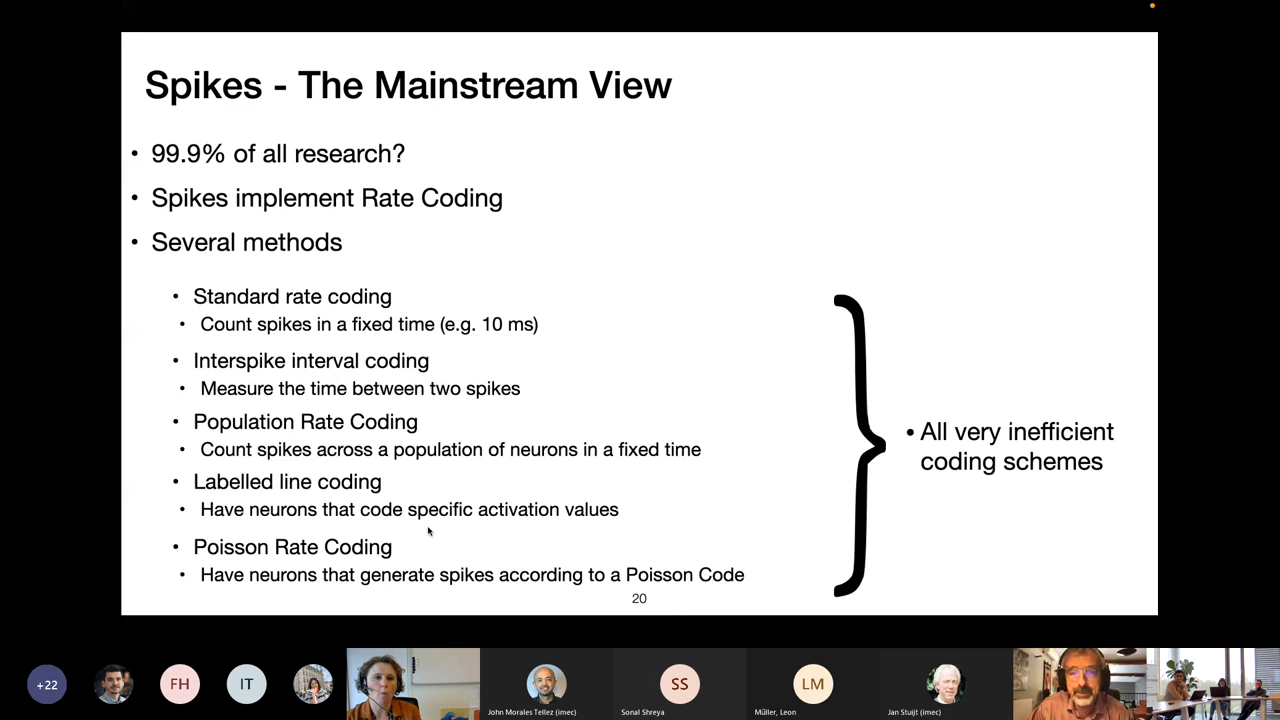 Spikes - The Mainstream View
• 99.9% of all research?
• Spikes implement Rate Coding
• Several methods
• Standard rate coding
• Count spikes in a fixed time (e.g. 10 ms)
• Interspike interval coding
• Measure the time between two spikes
• Population Rate Coding
• Count spikes across a population of neurons in a fixed time
• Labelled line coding
• Have neurons that code specific activation values
• Poisson Rate Coding
• Have neurons that generate spikes according to a Poisson Code
• All very inefficient
coding schemes
20
+22
FH
IT
John Morales Tellez (imec)
SS
Sonal Shreya
LM
Müller, Leon
Jan Stuijt (imec)